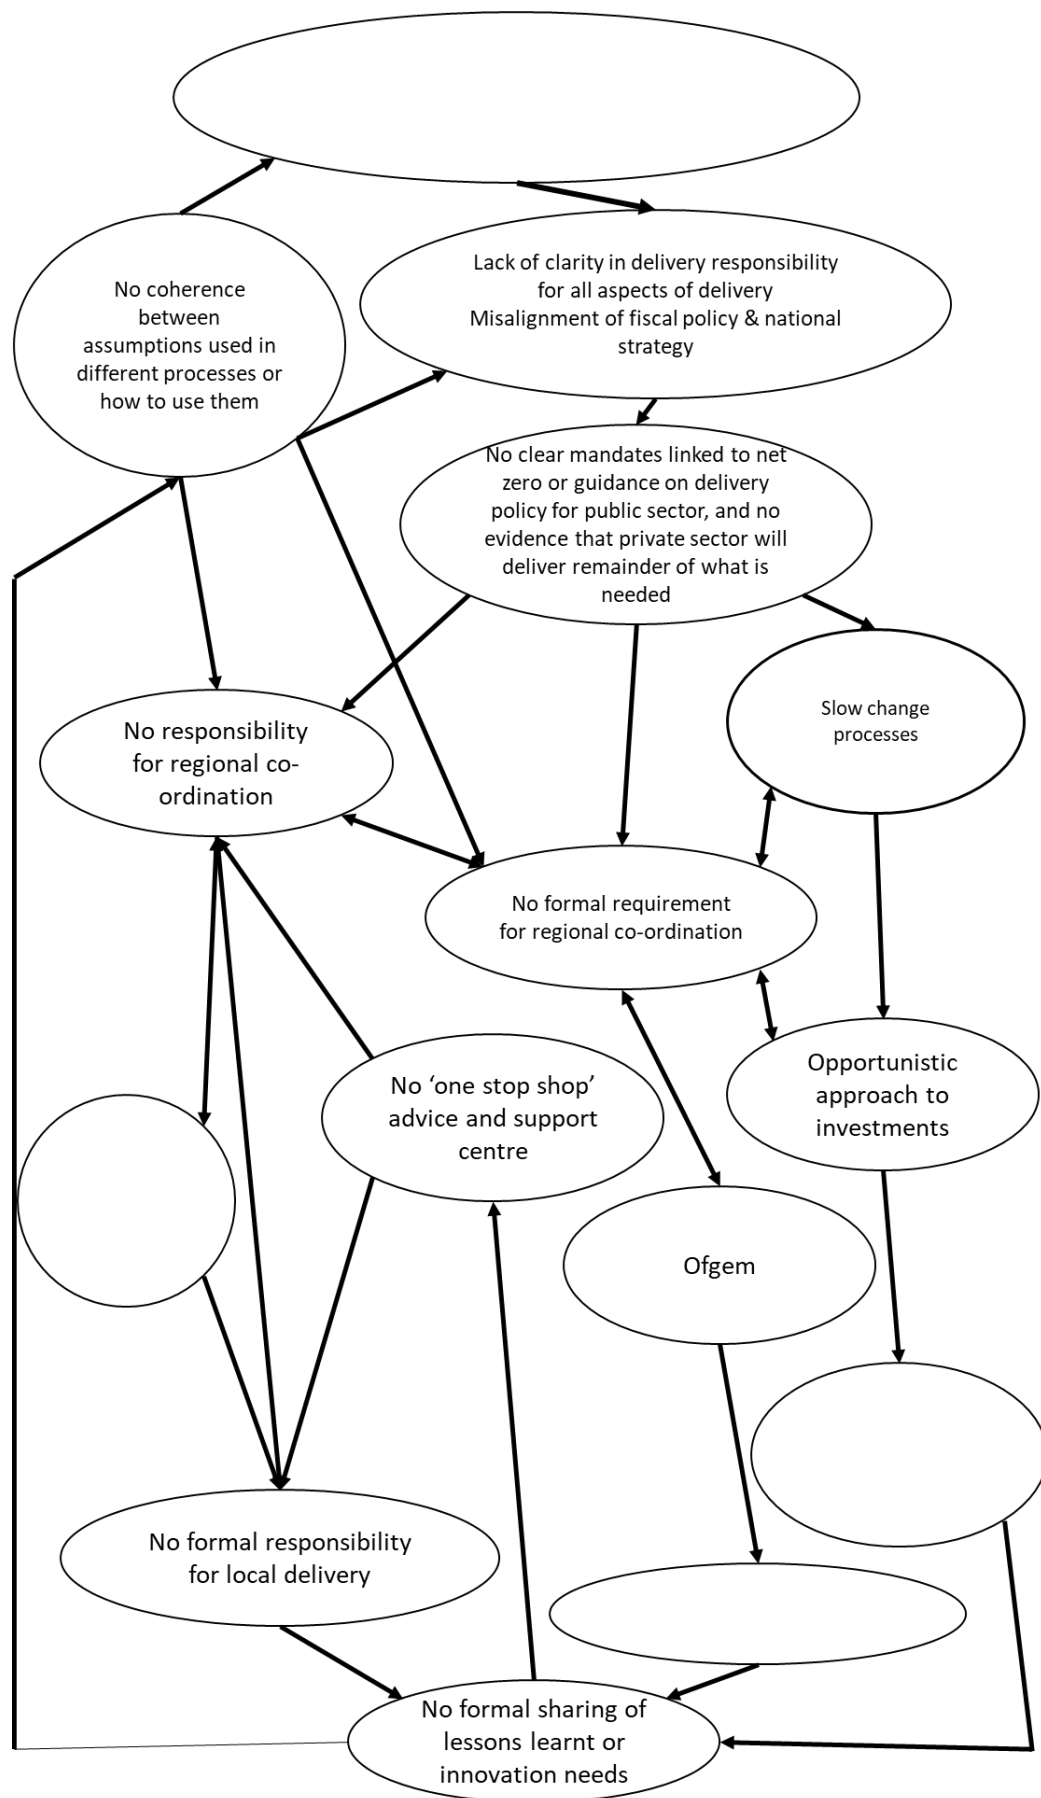 No coherence
between
assumptions used in
different processes or
how to use them
Lack of clarity in delivery responsibility
for all aspects of delivery
Misalignment of fiscal policy & national
strategy
No clear mandates linked to net
zero or guidance on delivery
policy for public sector, and no
evidence that private sector will
deliver remainder of what is
needed
Slow change
processes
No responsibility
for regional co-
ordination
No formal requirement
for regional co-ordination
No ‘one stop shop’
advice and support
centre
Opportunistic
approach to
investments
Ofgem
No formal responsibility
for local delivery
No formal sharing of
lessons learnt or
innovation needs